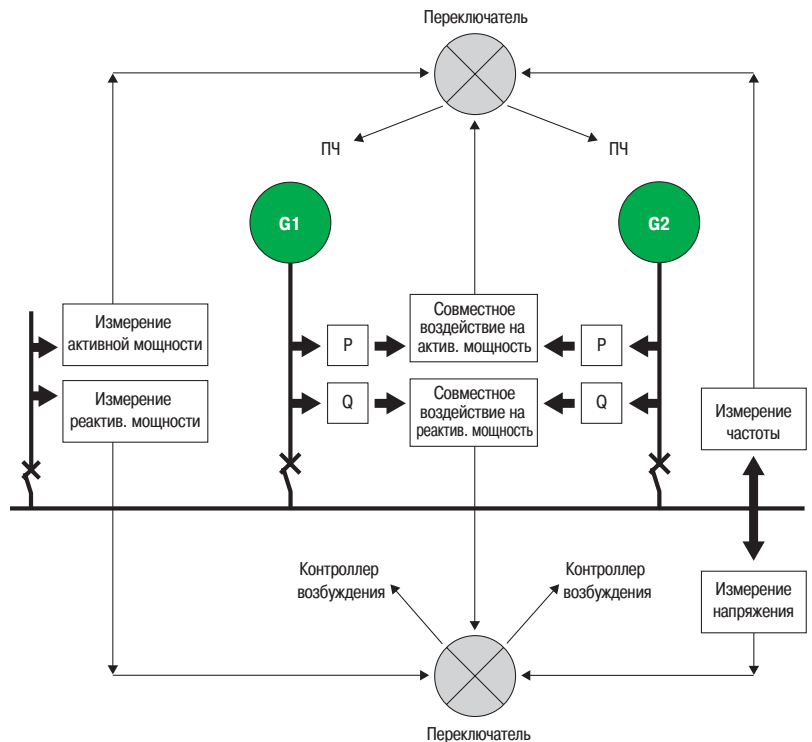 Переключатель
ПЧ
ПЧ
G1
G2
Измерение
активной мощности
P
Совместное
воздействие на
актив. мощность
P
Измерение
реактив. мощности
Q
Совместное
воздействие на
реактив. мощность
Q
Измерение
частоты
Контроллер
возбуждения
Контроллер
возбуждения
Измерение
напряжения
Переключатель